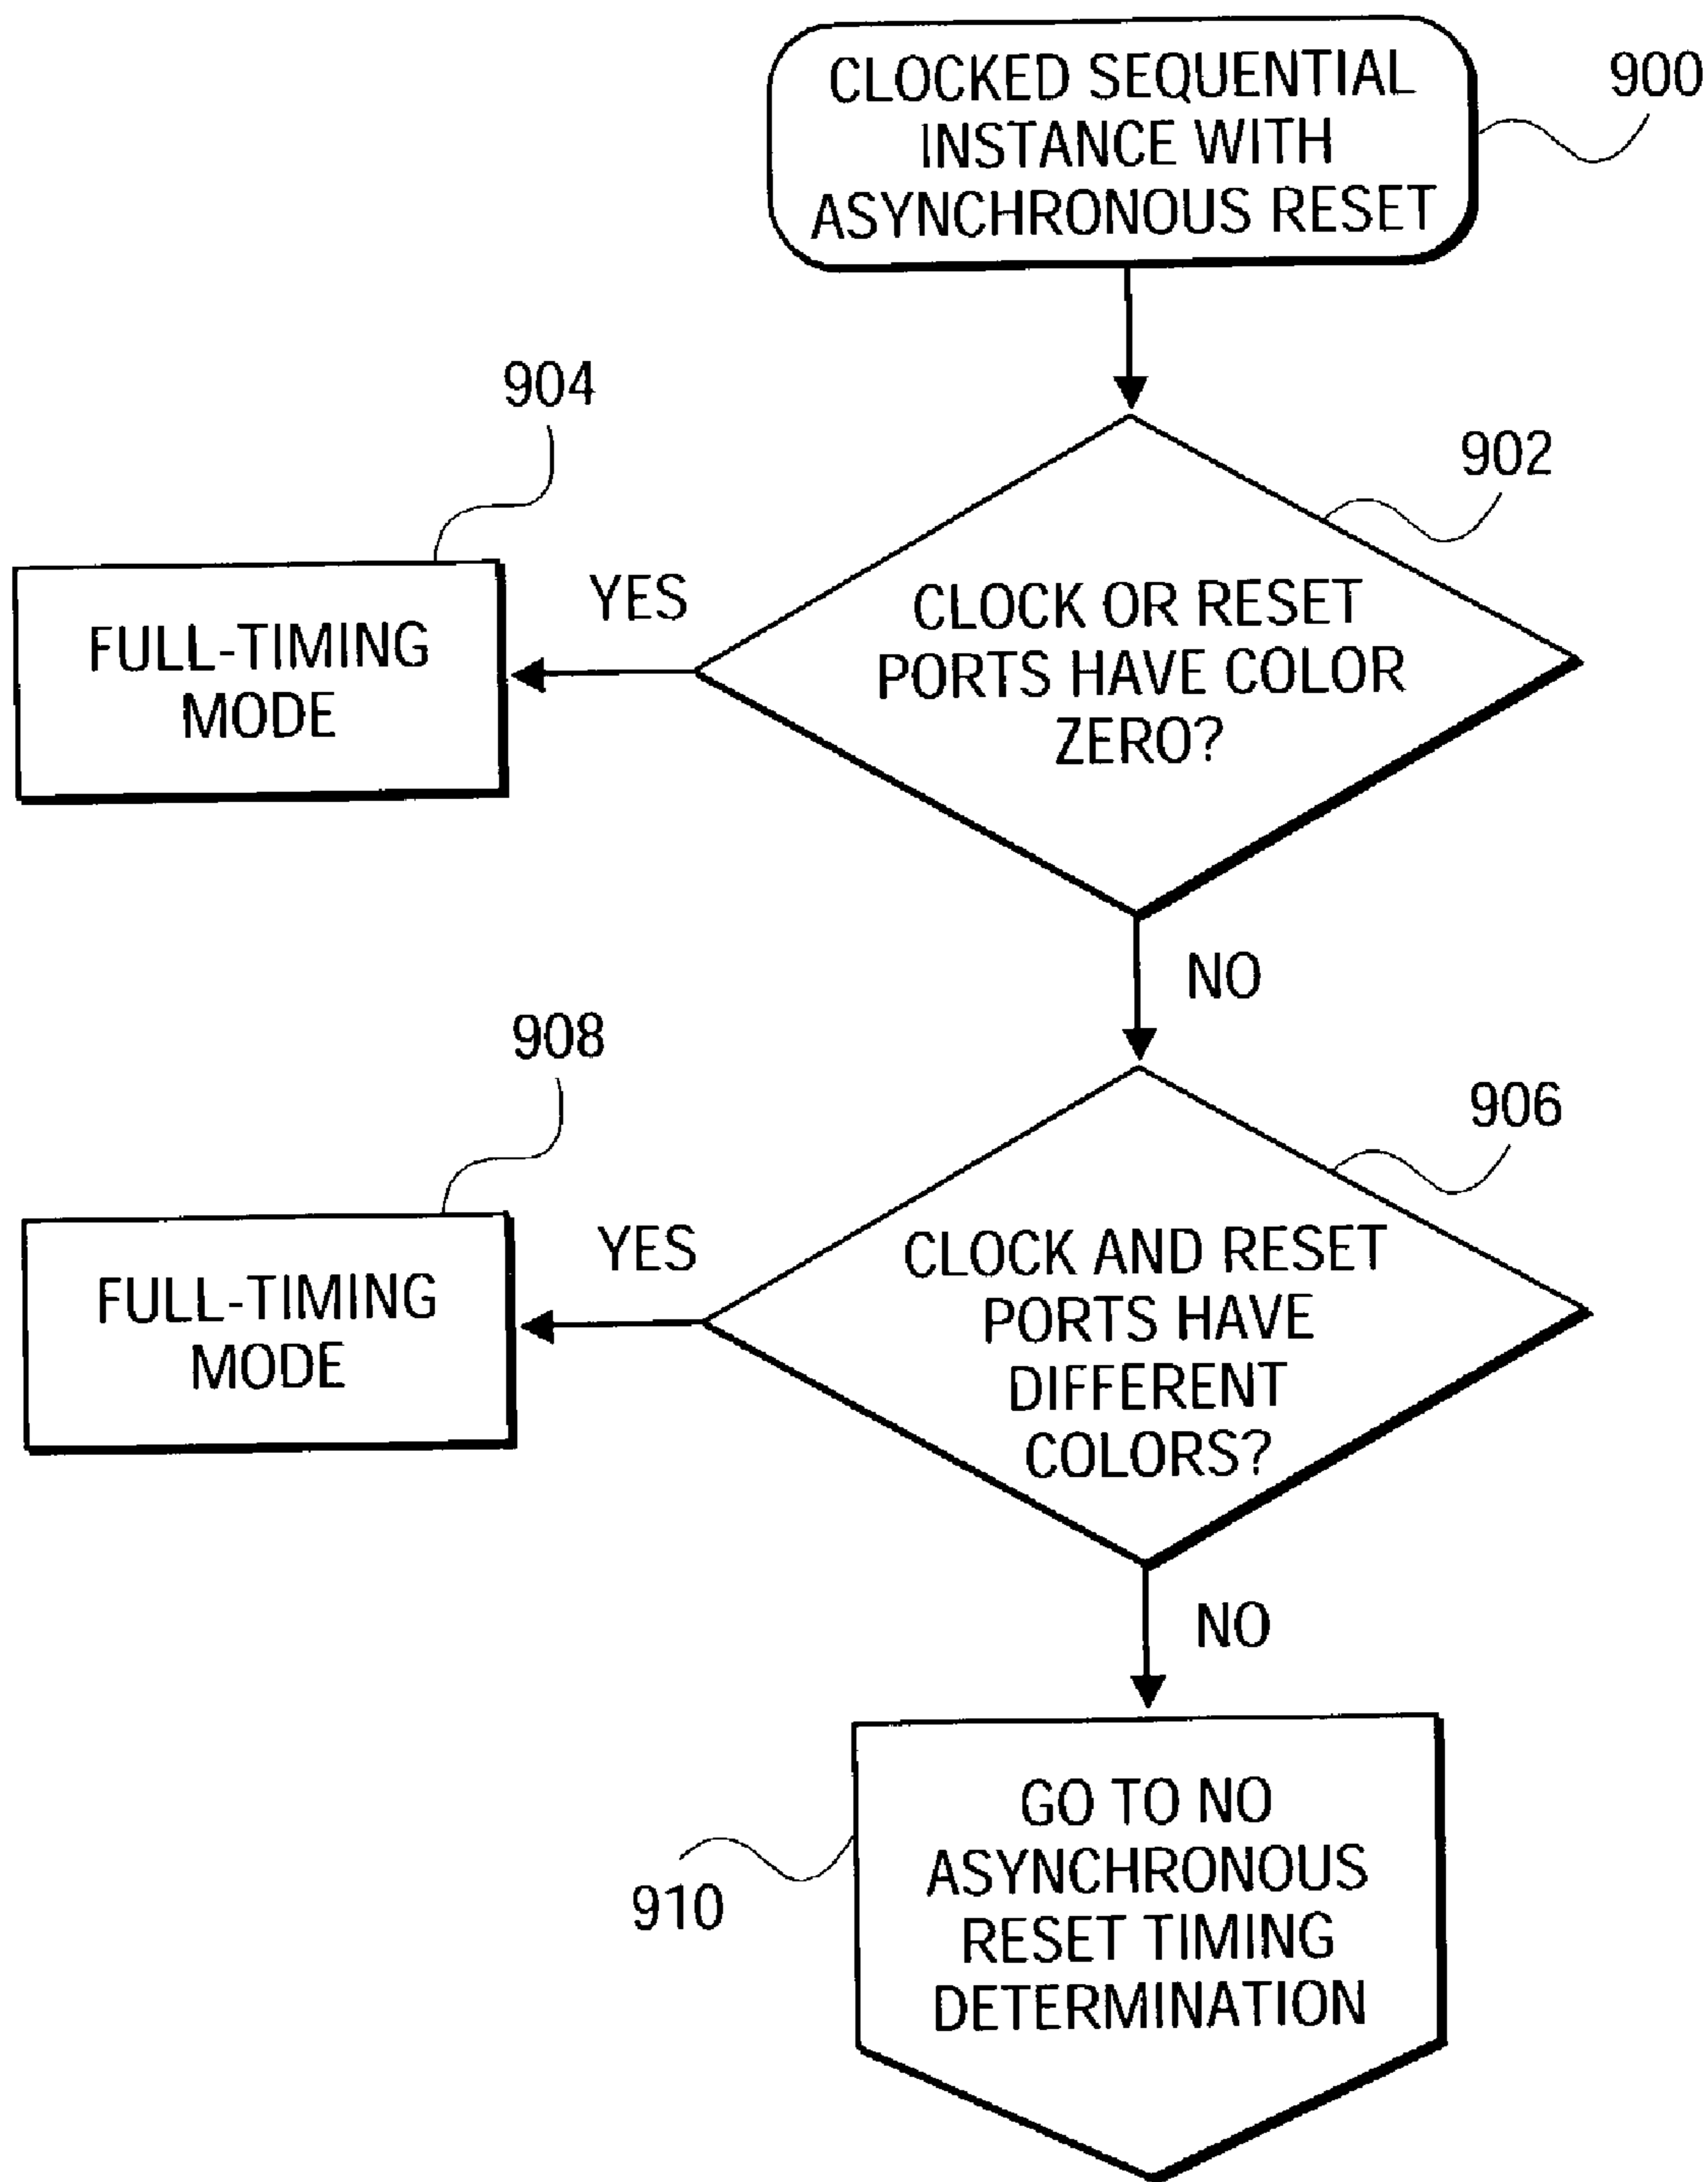 CLOCKED SEQUENTIAL
INSTANCE WITH
ASYNCHRONOUS RESET
900
904
902
FULL-TIMING
MODE
YES
CLOCK OR RESET
PORTS HAVE COLOR
ZERO?
NO
908
906
FULL-TIMING
MODE
YES
CLOCK AND RESET
PORTS HAVE
DIFFERENT
COLORS?
NO
GO TO NO
ASYNCHRONOUS
RESET TIMING
DETERMINATION
910